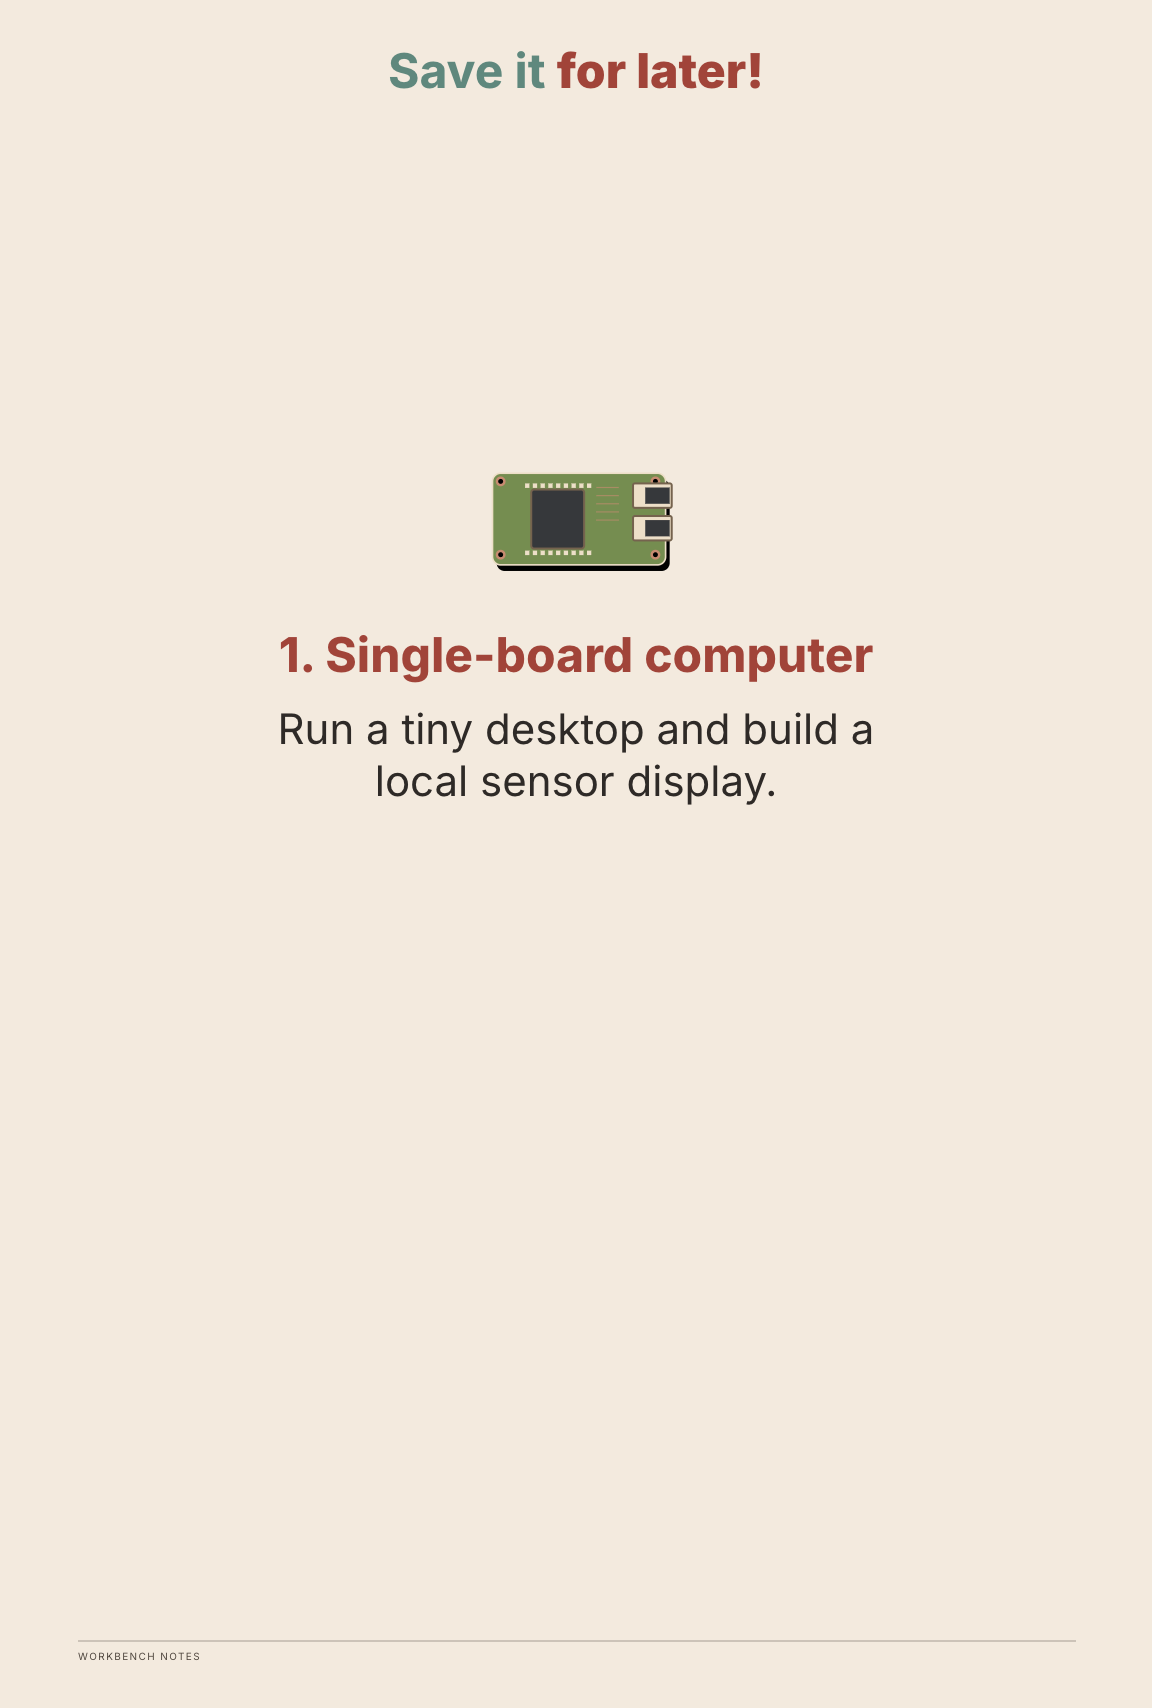 Save it for later!
1. Single-board computer
Run a tiny desktop and build a
local sensor display.
WORKBENCH NOTES